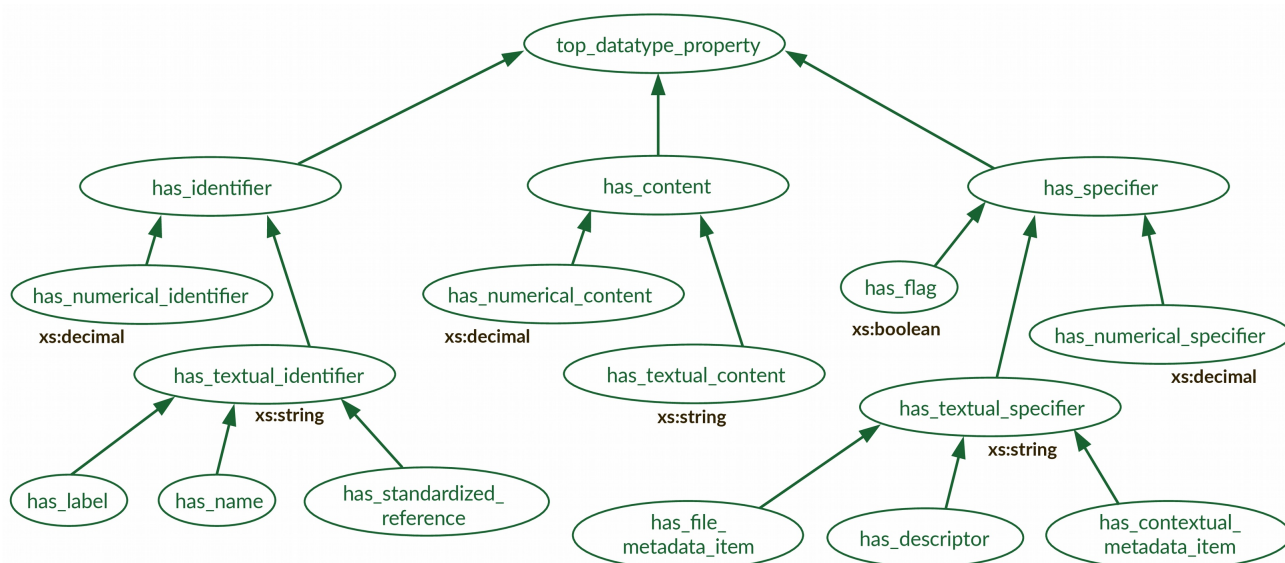 top_datatype_property
has_identifier
has_content
has_specifier
has_numerical_identifier
xs:decimal
has_numerical_content
xs:decimal
has_flag
xs:boolean
has_numerical_specifier
xs:decimal
has_textual_identifier
xs:string
has_textual_content
xs:string
has_textual_specifier
xs:string
has_label
has_name
has_standardized_
reference
has_file_
metadata_item
has_descriptor
has_contextual_
metadata_item